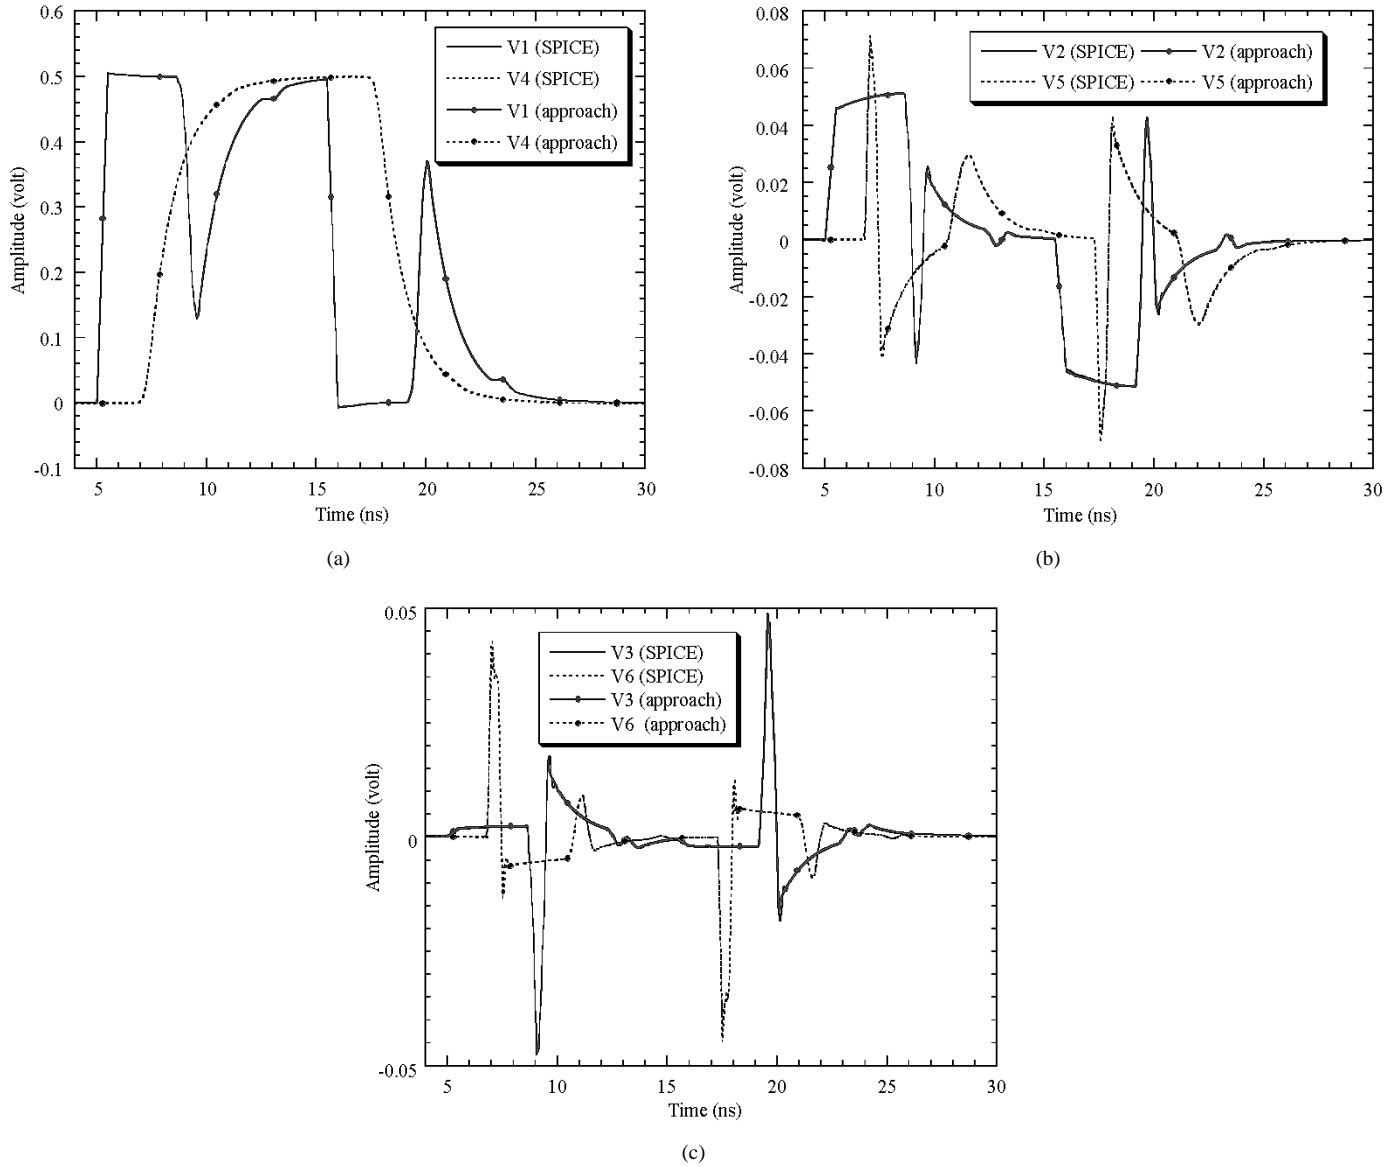 0.6
0.5
0.4
0.3
0.2
0.1
0
-0.1
5
10
15
20
25
30
Amplitude (volt)
Time (ns)
V1 (SPICE)
V4 (SPICE)
V1 (approach)
V4 (approach)
(a)
0.08
0.06
0.04
0.02
0
-0.02
-0.04
-0.06
-0.08
5
10
15
20
25
30
Amplitude (volt)
Time (ns)
V2 (SPICE) V2 (approach)
V5 (SPICE) V5 (approach)
(b)
0.05
0
-0.05
5
10
15
20
25
30
Amplitude (volt)
Time (ns)
V3 (SPICE)
V6 (SPICE)
V3 (approach)
V6 (approach)
(c)